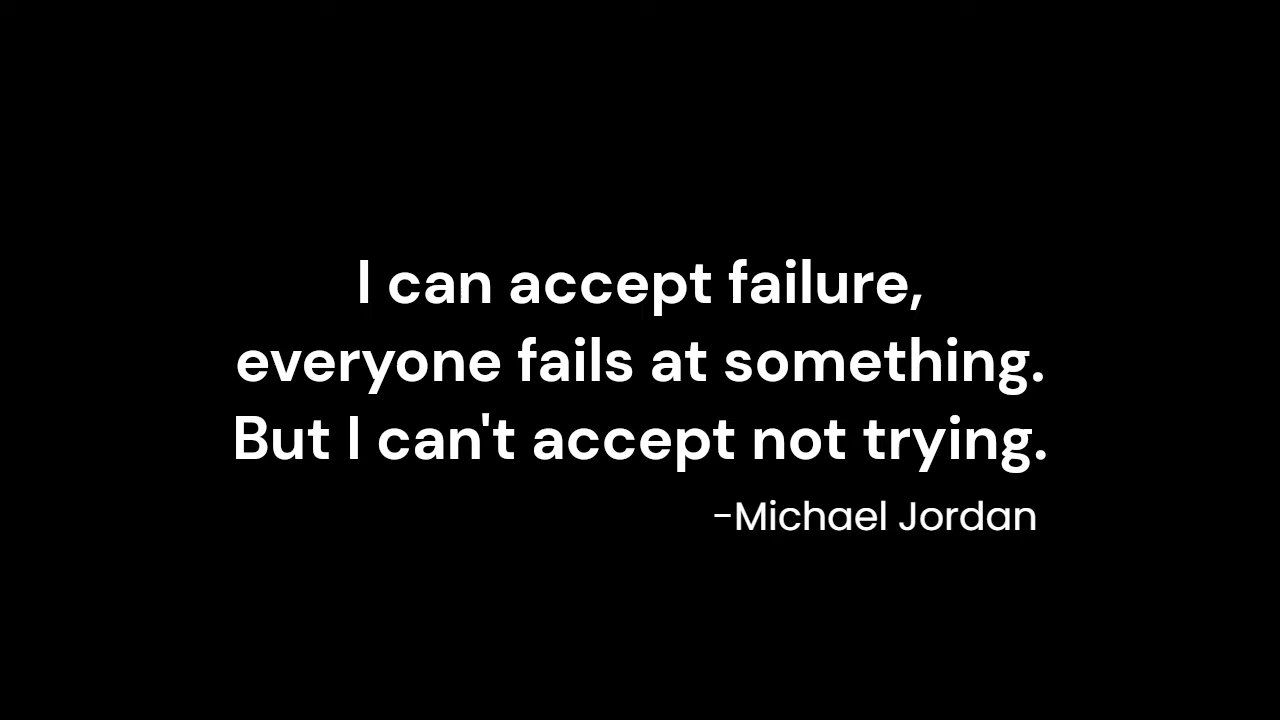 I can accept failure,
everyone fails at something.
But I can't accept not trying.
-Michael Jordan